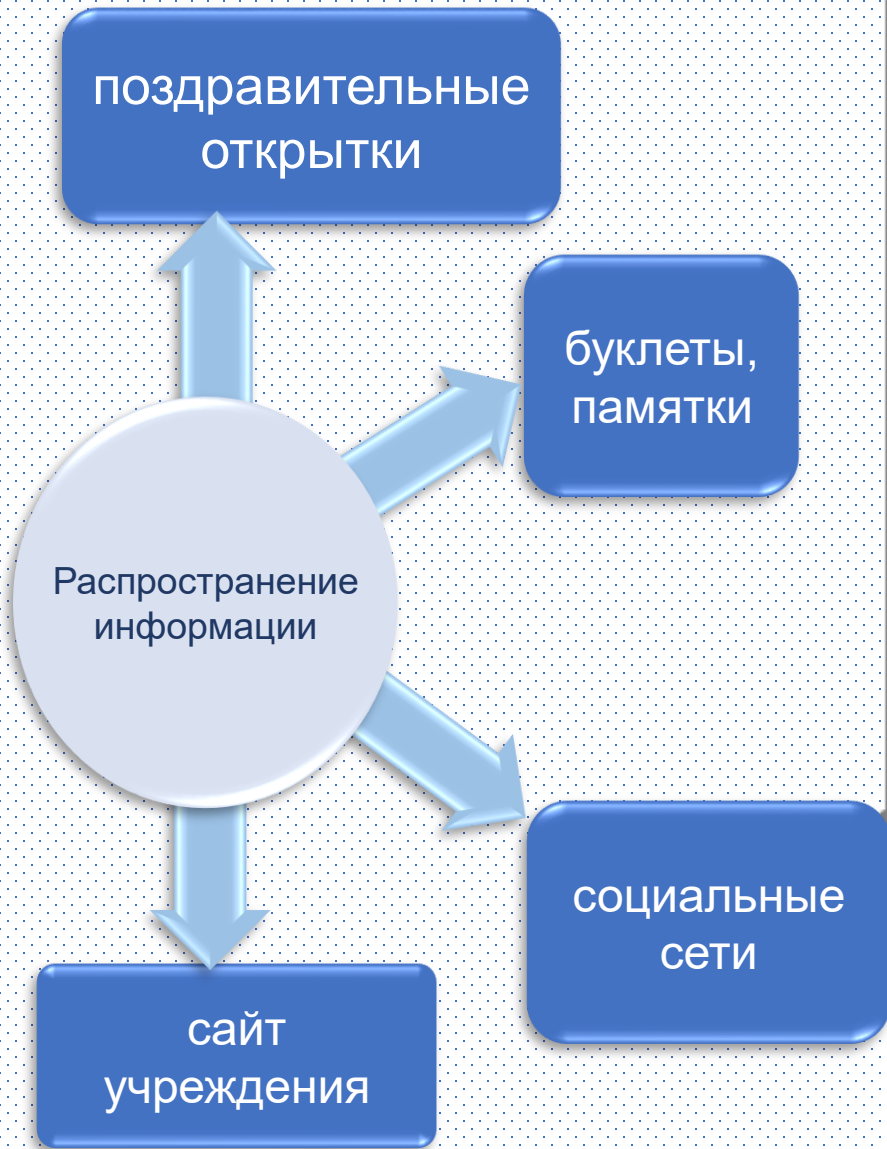 поздравительные
открытки
буклеты,
памятки
Распространение
информации
социальные
сети
сайт
учреждения